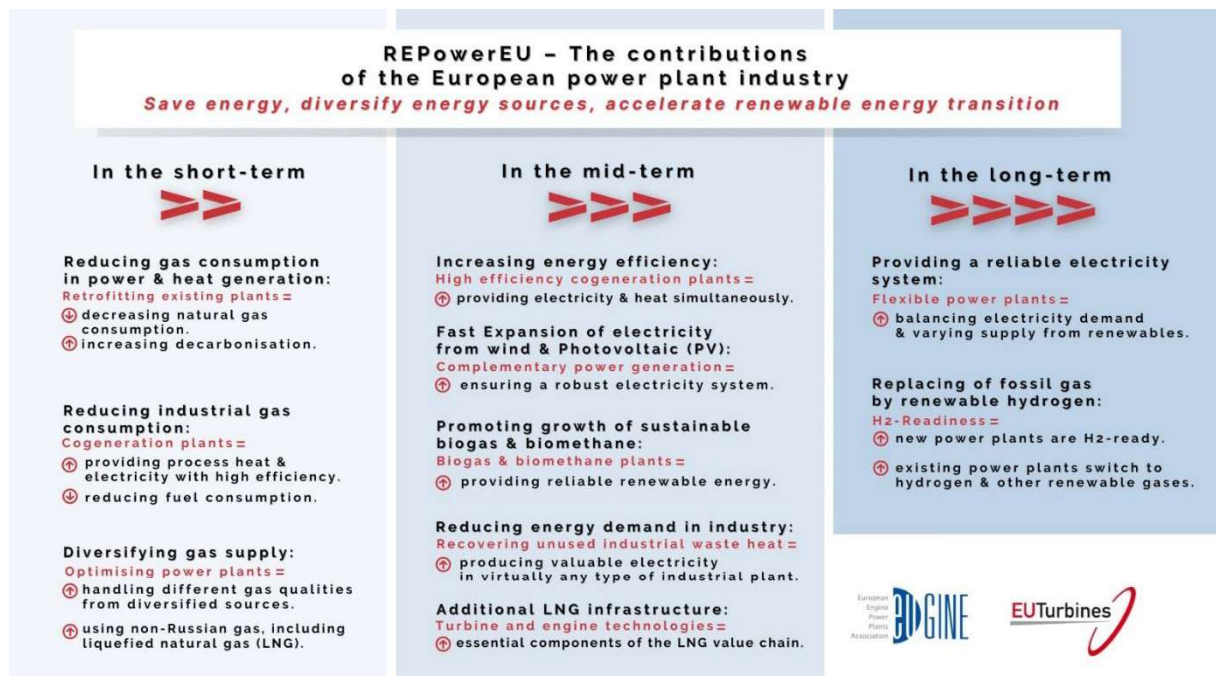 REPowerEU – The contributions
of the European power plant industry
Save energy, diversify energy sources, accelerate renewable energy transition
In the short-term
Reducing gas consumption
in power & heat generation:
Retrofitting existing plants =
decreasing natural gas
consumption.
increasing decarbonisation.
Reducing industrial gas
consumption:
Cogeneration plants =
providing process heat &
electricity with high efficiency.
reducing fuel consumption.
Diversifying gas supply:
Optimising power plants =
handling different gas qualities
from diversified sources.
using non-Russian gas, including
liquefied natural gas (LNG).
In the mid-term
Increasing energy efficiency:
High efficiency cogeneration plants =
providing electricity & heat simultaneously.
Fast Expansion of electricity
from wind & Photovoltaic (PV):
Complementary power generation =
ensuring a robust electricity system.
Promoting growth of sustainable
biogas & biomethane:
Biogas & biomethane plants =
providing reliable renewable energy.
Reducing energy demand in industry:
Recovering unused industrial waste heat =
producing valuable electricity
in virtually any type of industrial plant.
Additional LNG infrastructure:
Turbine and engine technologies =
essential components of the LNG value chain.
In the long-term
Providing a reliable electricity
system:
Flexible power plants =
balancing electricity demand
& varying supply from renewables.
Replacing of fossil gas
by renewable hydrogen:
H2-Readiness =
new power plants are H2-ready.
existing power plants switch to
hydrogen & other renewable gases.
European
Engine
Power
Plants
Association
EUGINE
EUTurbines